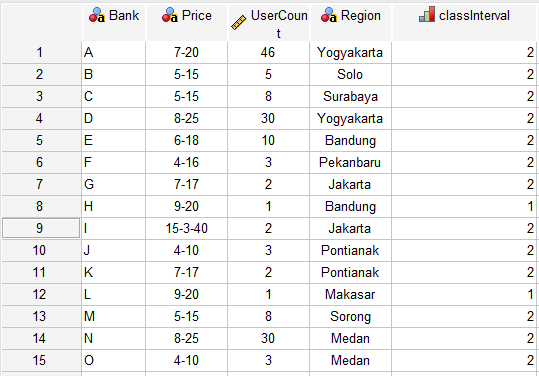 Bank Price UserCoun
t Region classInterval
1 A 7-20 46 Yogyakarta 2
2 B 5-15 5 Solo 2
3 C 5-15 8 Surabaya 2
4 D 8-25 30 Yogyakarta 2
5 E 6-18 10 Bandung 2
6 F 4-16 3 Pekanbaru 2
7 G 7-17 2 Jakarta 2
8 H 9-20 1 Bandung 1
9 I 15-3-40 2 Jakarta 2
10 J 4-10 3 Pontianak 2
11 K 7-17 2 Pontianak 2
12 L 9-20 1 Makasar 1
13 M 5-15 8 Sorong 2
14 N 8-25 30 Medan 2
15 O 4-10 3 Medan 2